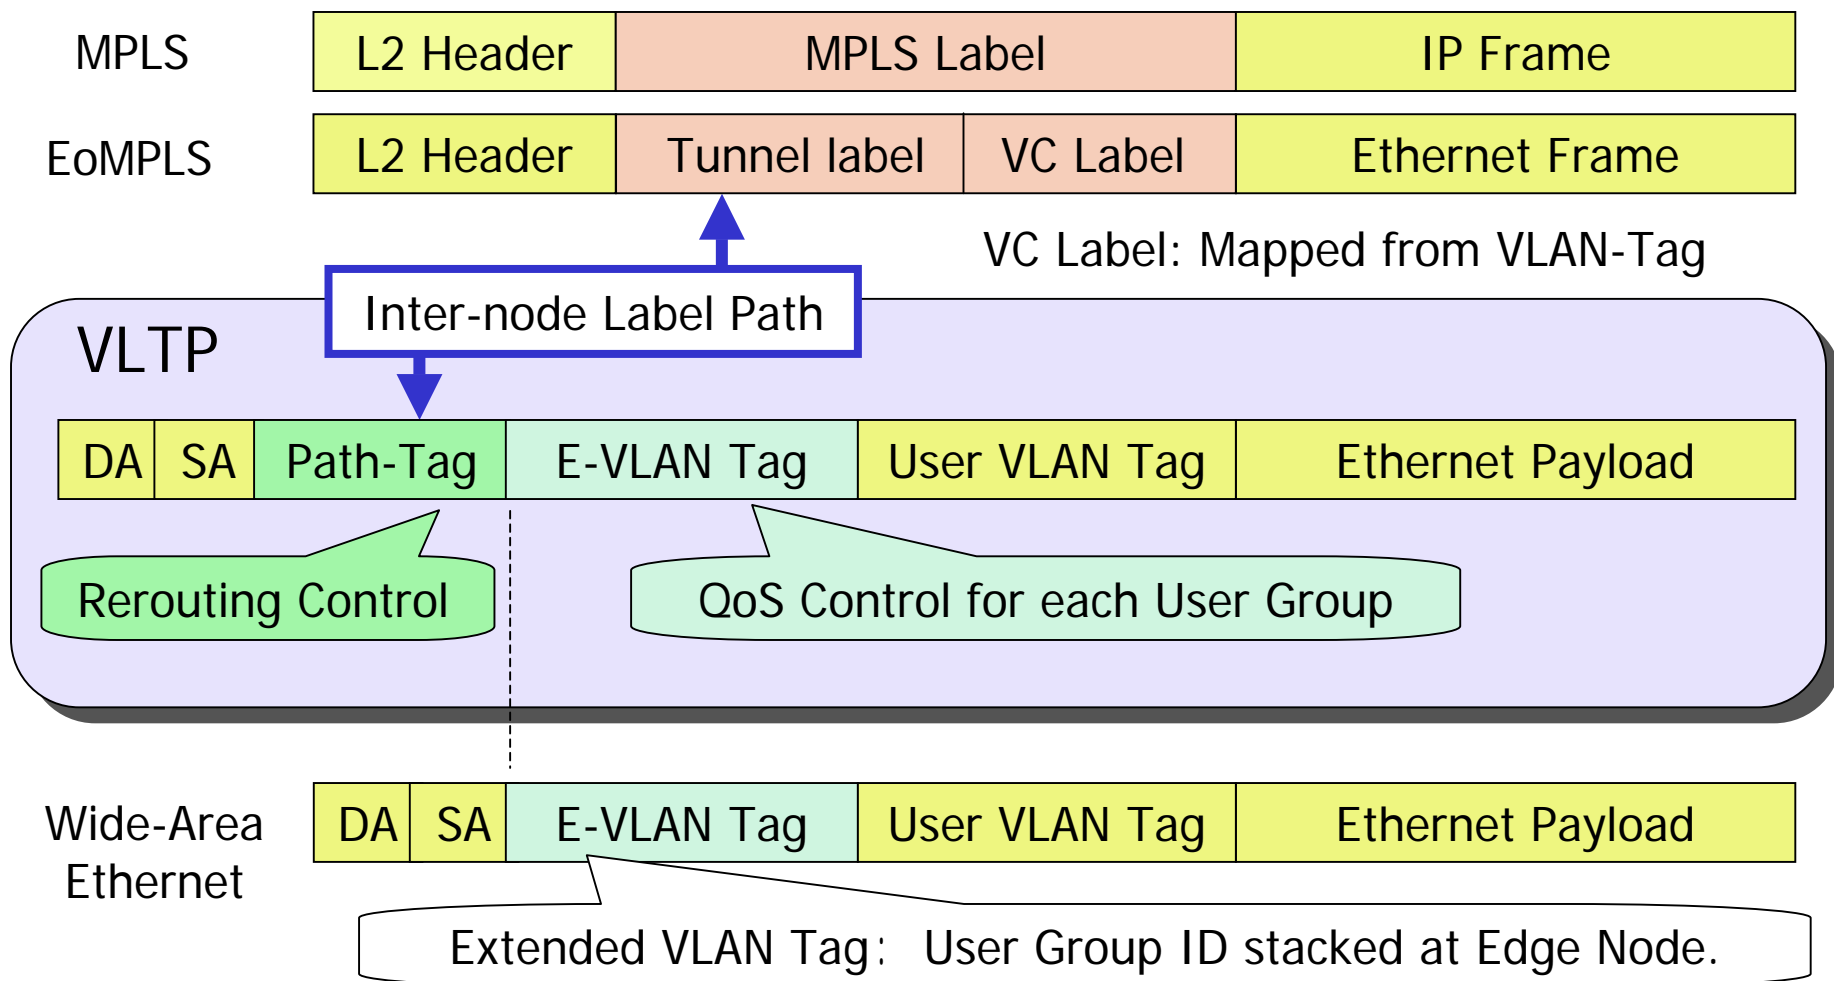 MPLS
L2 Header
MPLS Label
IP Frame
EoMPLS
L2 Header
Tunnel label
VC Label
Ethernet Frame
VC Label: Mapped from VLAN-Tag
Inter-node Label Path
VLTP
DA
SA
Path-Tag
E-VLAN Tag
User VLAN Tag
Ethernet Payload
Rerouting Control
QoS Control for each User Group
Wide-Area
Ethernet
DA
SA
E-VLAN Tag
User VLAN Tag
Ethernet Payload
Extended VLAN Tag: User Group ID stacked at Edge Node.